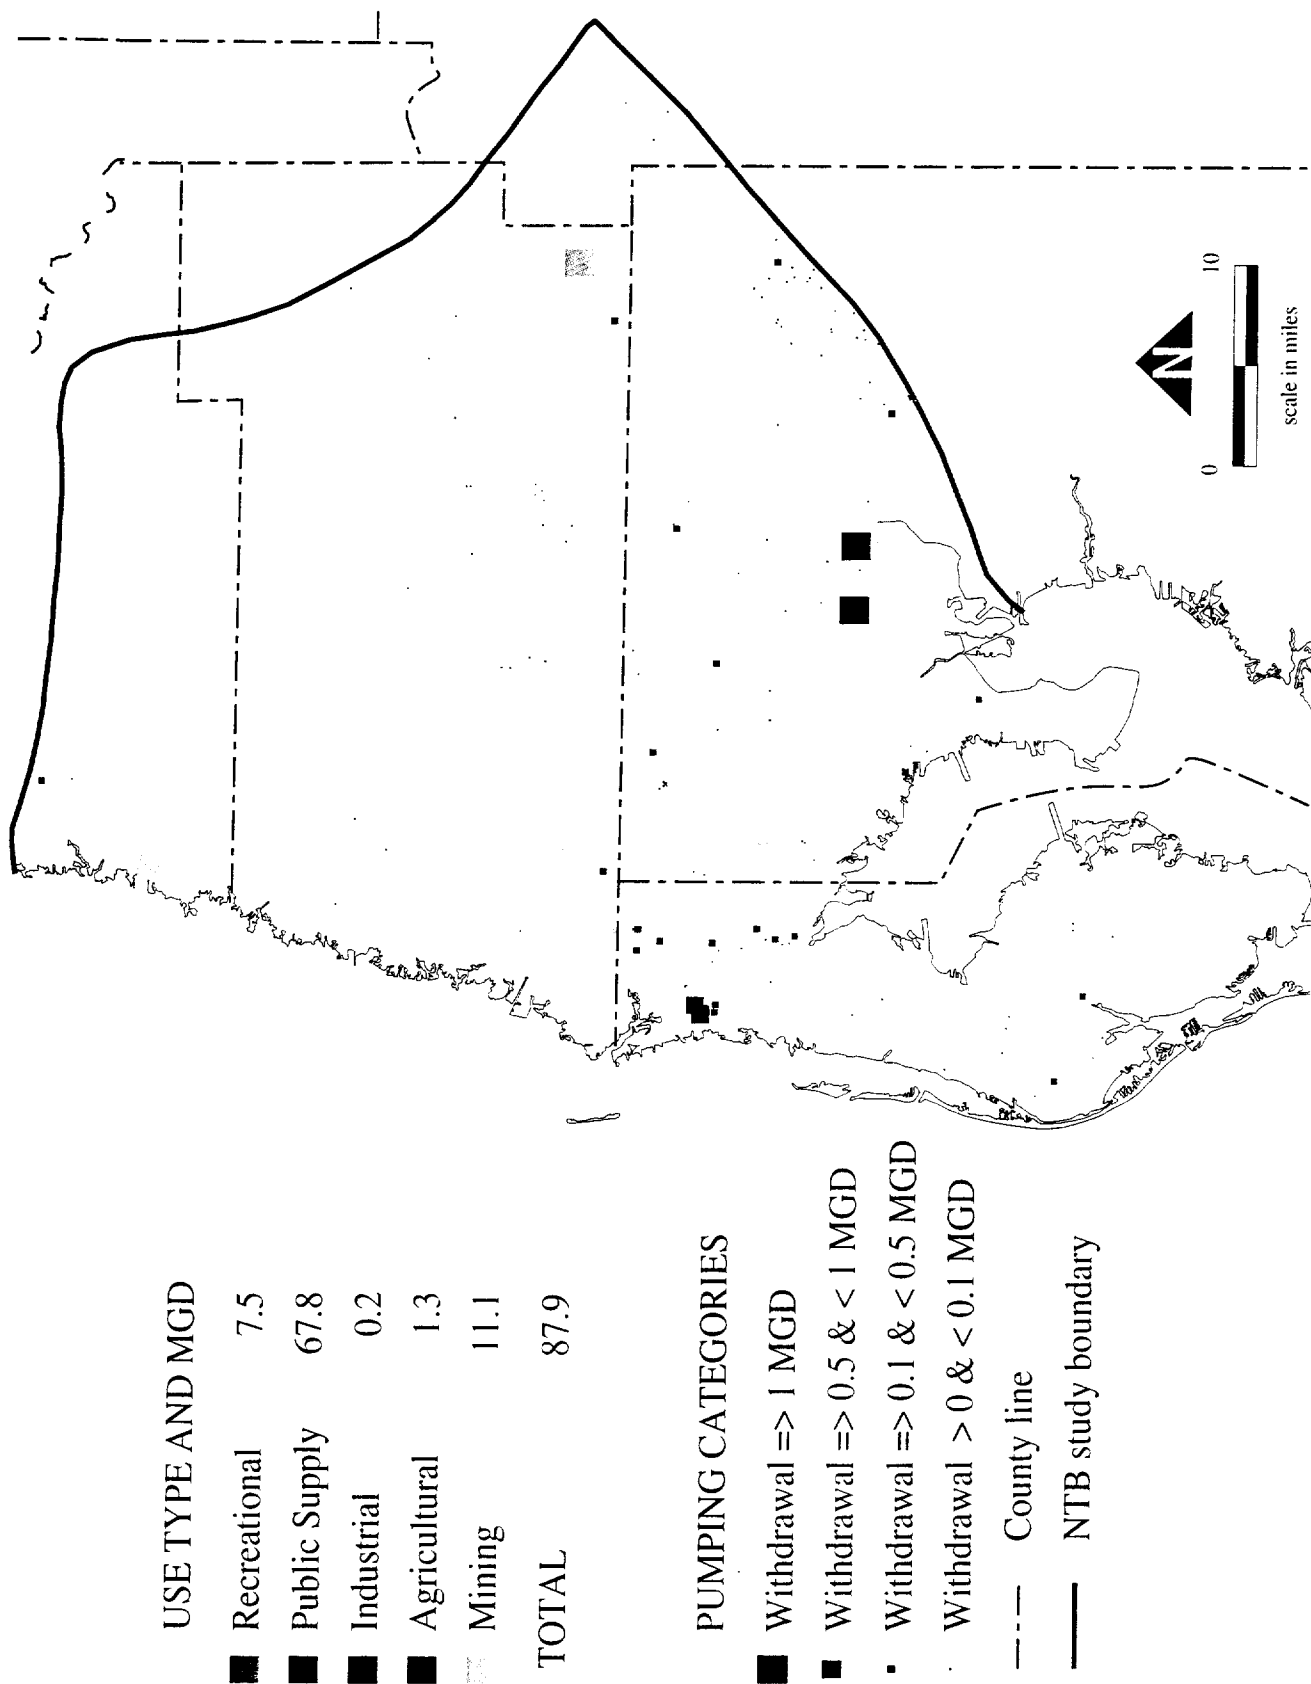 USE TYPE AND MGD
Recreational 7.5
Public Supply 67.8
Industrial 0.2
Agricultural 1.3
Mining 11.1
TOTAL 87.9
PUMPING CATEGORIES
Withdrawal => 1 MGD
Withdrawal => 0.5 & < 1 MGD
Withdrawal => 0.1 & < 0.5 MGD
Withdrawal > 0 & < 0.1 MGD
County line
NTB study boundary
N
0 10
scale in miles